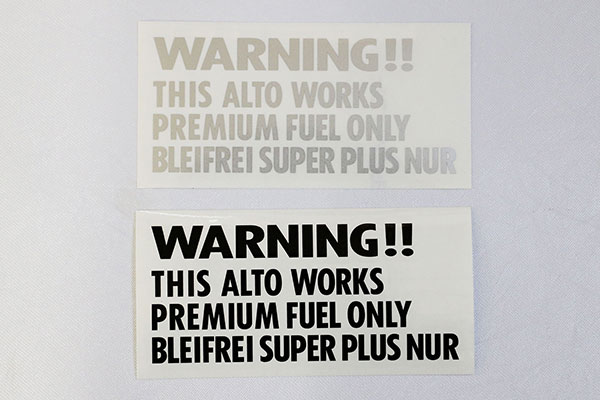 WARNING!!
THIS ALTO WORKS
PREMIUM FUEL ONLY
BLEIFREI SUPER PLUS NUR
WARNING!!
THIS ALTO WORKS
PREMIUM FUEL ONLY
BLEIFREI SUPER PLUS NUR